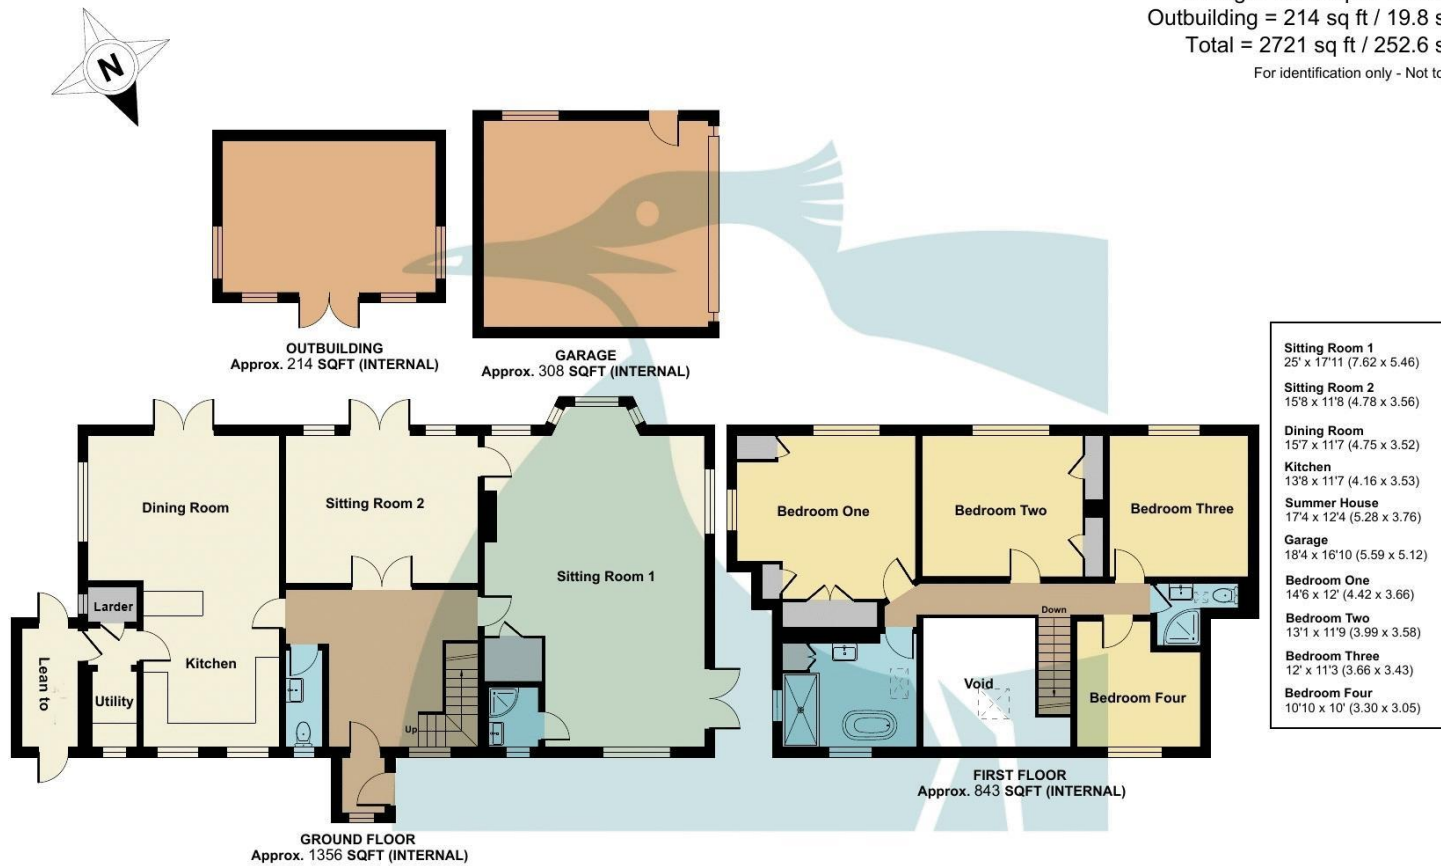 N
Outbuilding = 214 sq ft / 19.8 s
Total = 2721 sq ft / 252.6 s
For identification only - Not to
OUTBUILDING
Approx. 214 SQFT (INTERNAL)
GARAGE
Approx. 308 SQFT (INTERNAL)
Dining Room
Sitting Room 2
Sitting Room 1
Larder
Kitchen
Lean to
Utility
Up
GROUND FLOOR
Approx. 1356 SQFT (INTERNAL)
Bedroom One
Bedroom Two
Bedroom Three
Down
Void
Bedroom Four
FIRST FLOOR
Approx. 843 SQFT (INTERNAL)
Sitting Room 1
25' x 17'11 (7.62 x 5.46)
Sitting Room 2
15'8 x 11'8 (4.78 x 3.56)
Dining Room
15'7 x 11'7 (4.75 x 3.52)
Kitchen
13'8 x 11'7 (4.16 x 3.53)
Summer House
17'4 x 12'4 (5.28 x 3.76)
Garage
18'4 x 16'10 (5.59 x 5.12)
Bedroom One
14'6 x 12' (4.42 x 3.66)
Bedroom Two
13'1 x 11'9 (3.99 x 3.58)
Bedroom Three
12' x 11'3 (3.66 x 3.43)
Bedroom Four
10'10 x 10' (3.30 x 3.05)